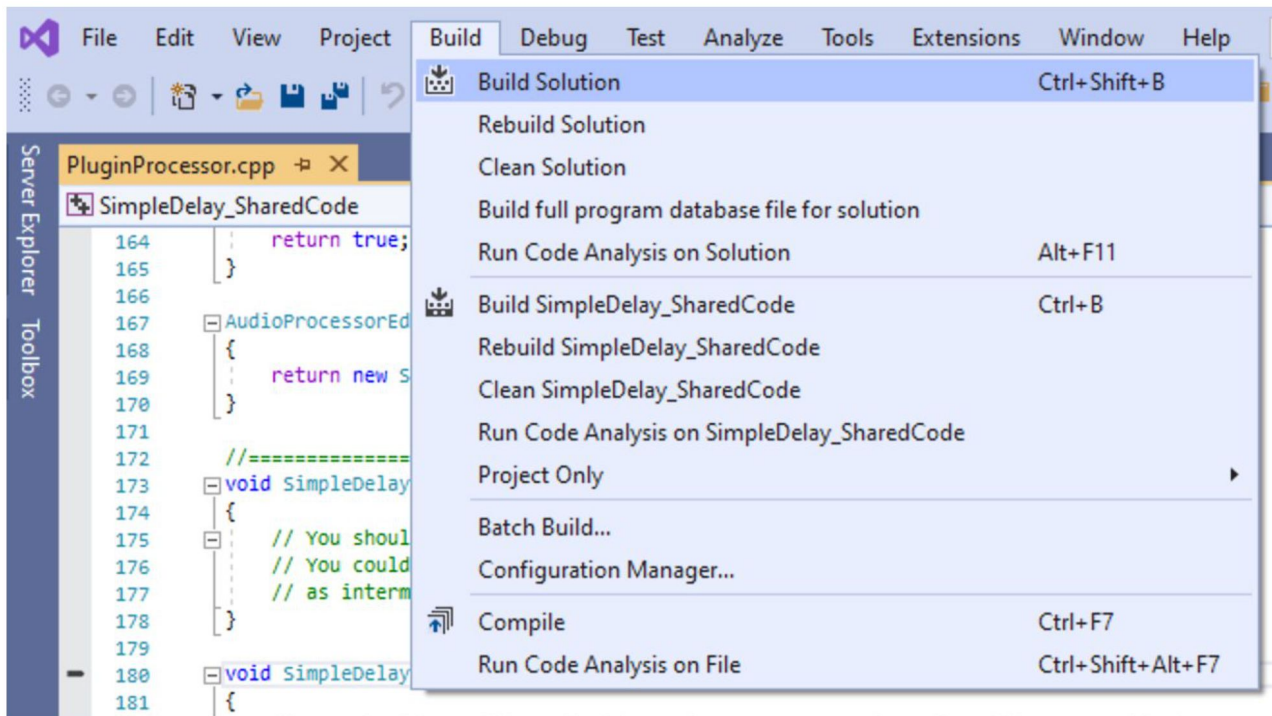 File Edit View Project Build Debug Test Analyze Tools Extensions Window Help
Build Solution Ctrl+Shift+B
Rebuild Solution
Clean Solution
Build full program database file for solution
Run Code Analysis on Solution Alt+F11
Build SimpleDelay_SharedCode Ctrl+B
Rebuild SimpleDelay_SharedCode
Clean SimpleDelay_SharedCode
Run Code Analysis on SimpleDelay_SharedCode
Project Only
Batch Build...
Configuration Manager...
Compile Ctrl+F7
Run Code Analysis on File Ctrl+Shift+Alt+F7
Server Explorer
Toolbox
PluginProcessor.cpp
SimpleDelay_SharedCode
164 return true;
165 }
166
167 AudioProcessorEd
168 {
169 return new S
170 }
171
172 //===============
173 void SimpleDelay
174 {
175 // You shoul
176 // You could
177 // as interm
178 }
179
180 void SimpleDelay
181 {